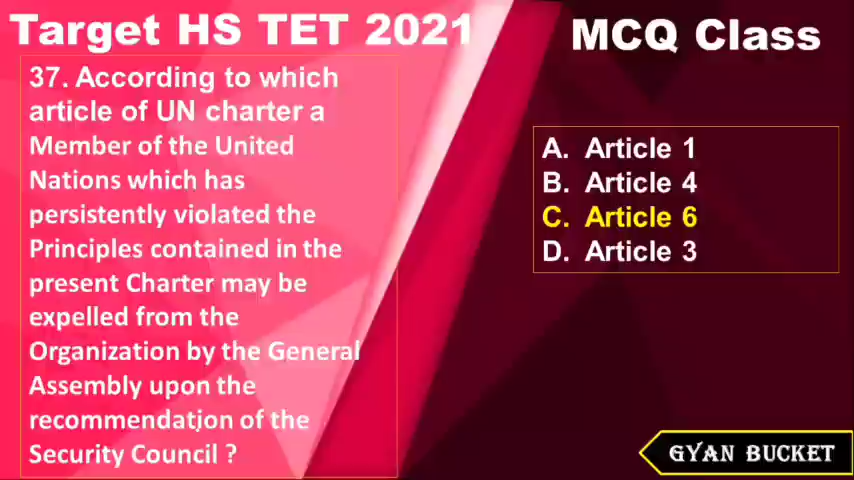 Target HS TET 2021
MCQ Class
37. According to which
article of UN charter a
Member of the United
Nations which has
persistently violated the
Principles contained in the
present Charter may be
expelled from the
Organization by the General
Assembly upon the
recommendation of the
Security Council ?
A. Article 1
B. Article 4
C. Article 6
D. Article 3
GYAN BUCKET